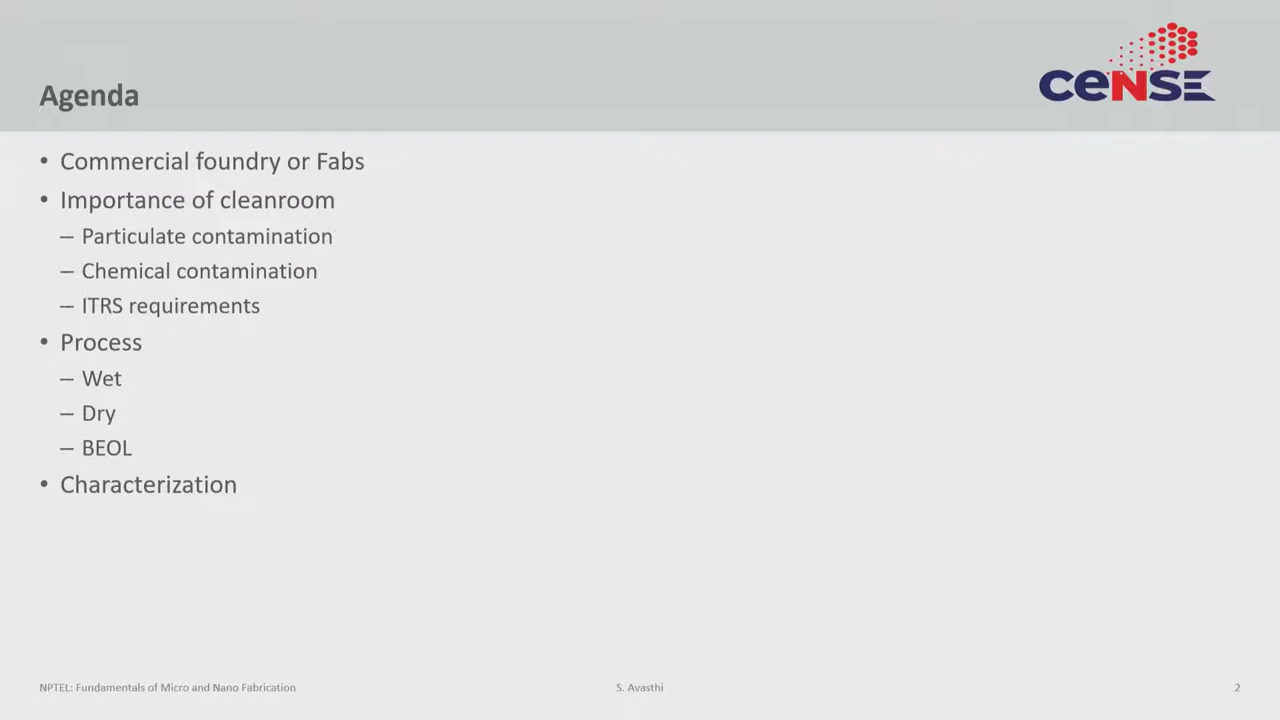 Agenda
ceNSE
• Commercial foundry or Fabs
• Importance of cleanroom
– Particulate contamination
– Chemical contamination
– ITRS requirements
• Process
– Wet
– Dry
– BEOL
• Characterization
NPTEL: Fundamentals of Micro and Nano Fabrication
S. Avasthi
2